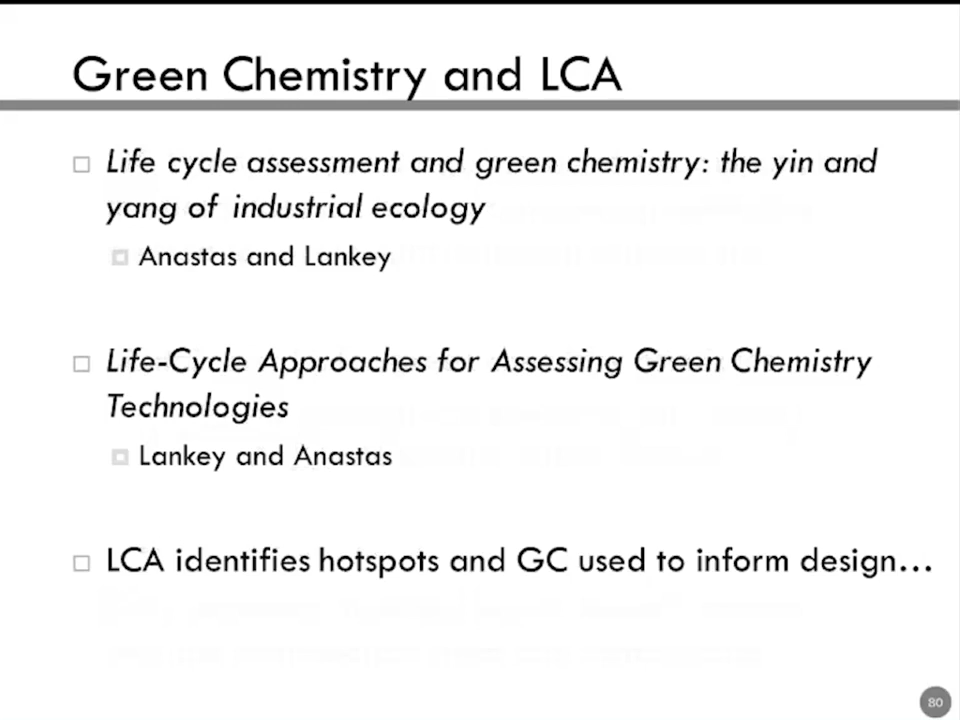 Green Chemistry and LCA
Life cycle assessment and green chemistry: the yin and
yang of industrial ecology
Anastas and Lankey
Life-Cycle Approaches for Assessing Green Chemistry
Technologies
Lankey and Anastas
LCA identifies hotspots and GC used to inform design...
80